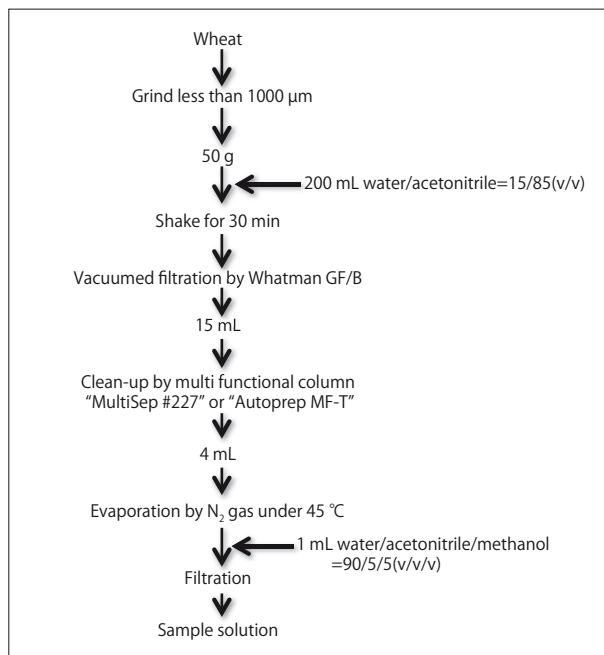 Wheat
Grind less than 1000 μm
50 g
200 mL water/acetonitrile=15/85(v/v)
Shake for 30 min
Vacuumed filtration by Whatman GF/B
15 mL
Clean-up by multi functional column
“MultiSep #227” or “Autoprep MF-T”
4 mL
Evaporation by N₂ gas under 45 °C
1 mL water/acetonitrile/methanol
=90/5/5(v/v/v)
Filtration
Sample solution